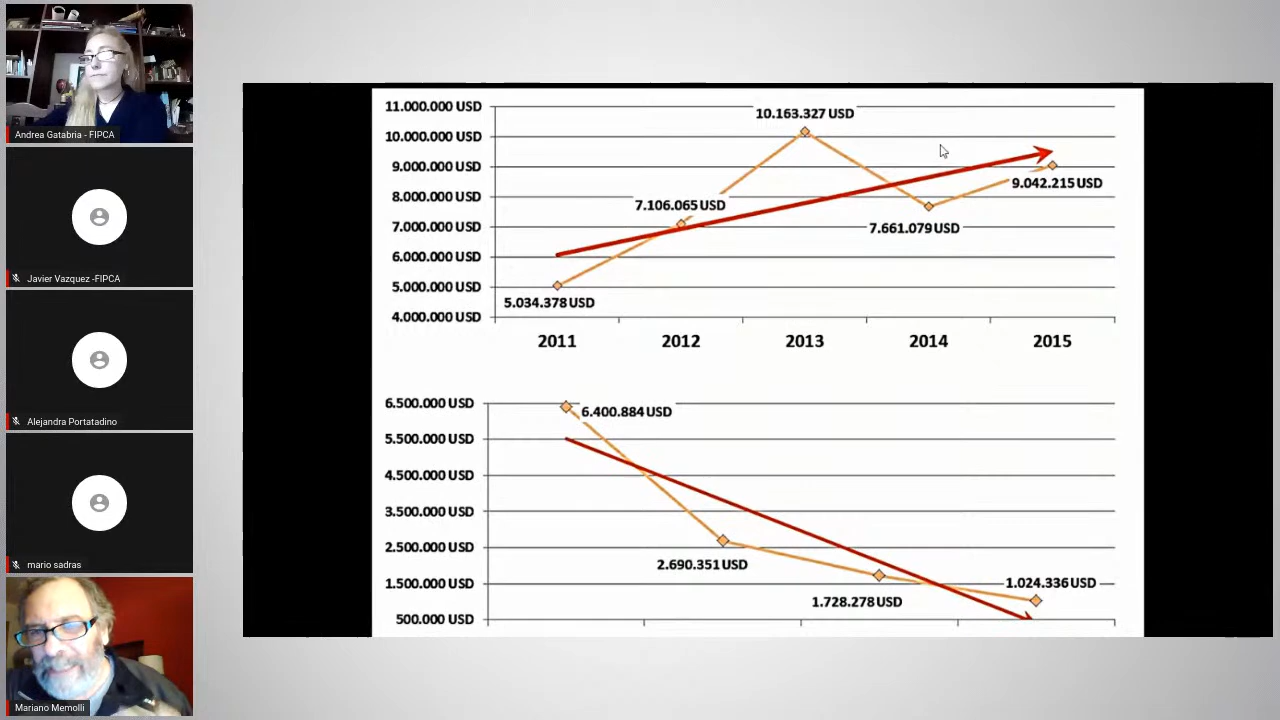 Andrea Gatabria - FIPCA
Javier Vazquez -FIPCA
Alejandra Portatadino
mario sadras
Mariano Memolli
11.000.000 USD
10.000.000 USD
9.000.000 USD
8.000.000 USD
7.000.000 USD
6.000.000 USD
5.000.000 USD
4.000.000 USD
5.034.378 USD
7.106.065 USD
10.163.327 USD
7.661.079 USD
9.042.215 USD
2011 2012 2013 2014 2015
6.500.000 USD
5.500.000 USD
4.500.000 USD
3.500.000 USD
2.500.000 USD
1.500.000 USD
500.000 USD
6.400.884 USD
2.690.351 USD
1.728.278 USD
1.024.336 USD